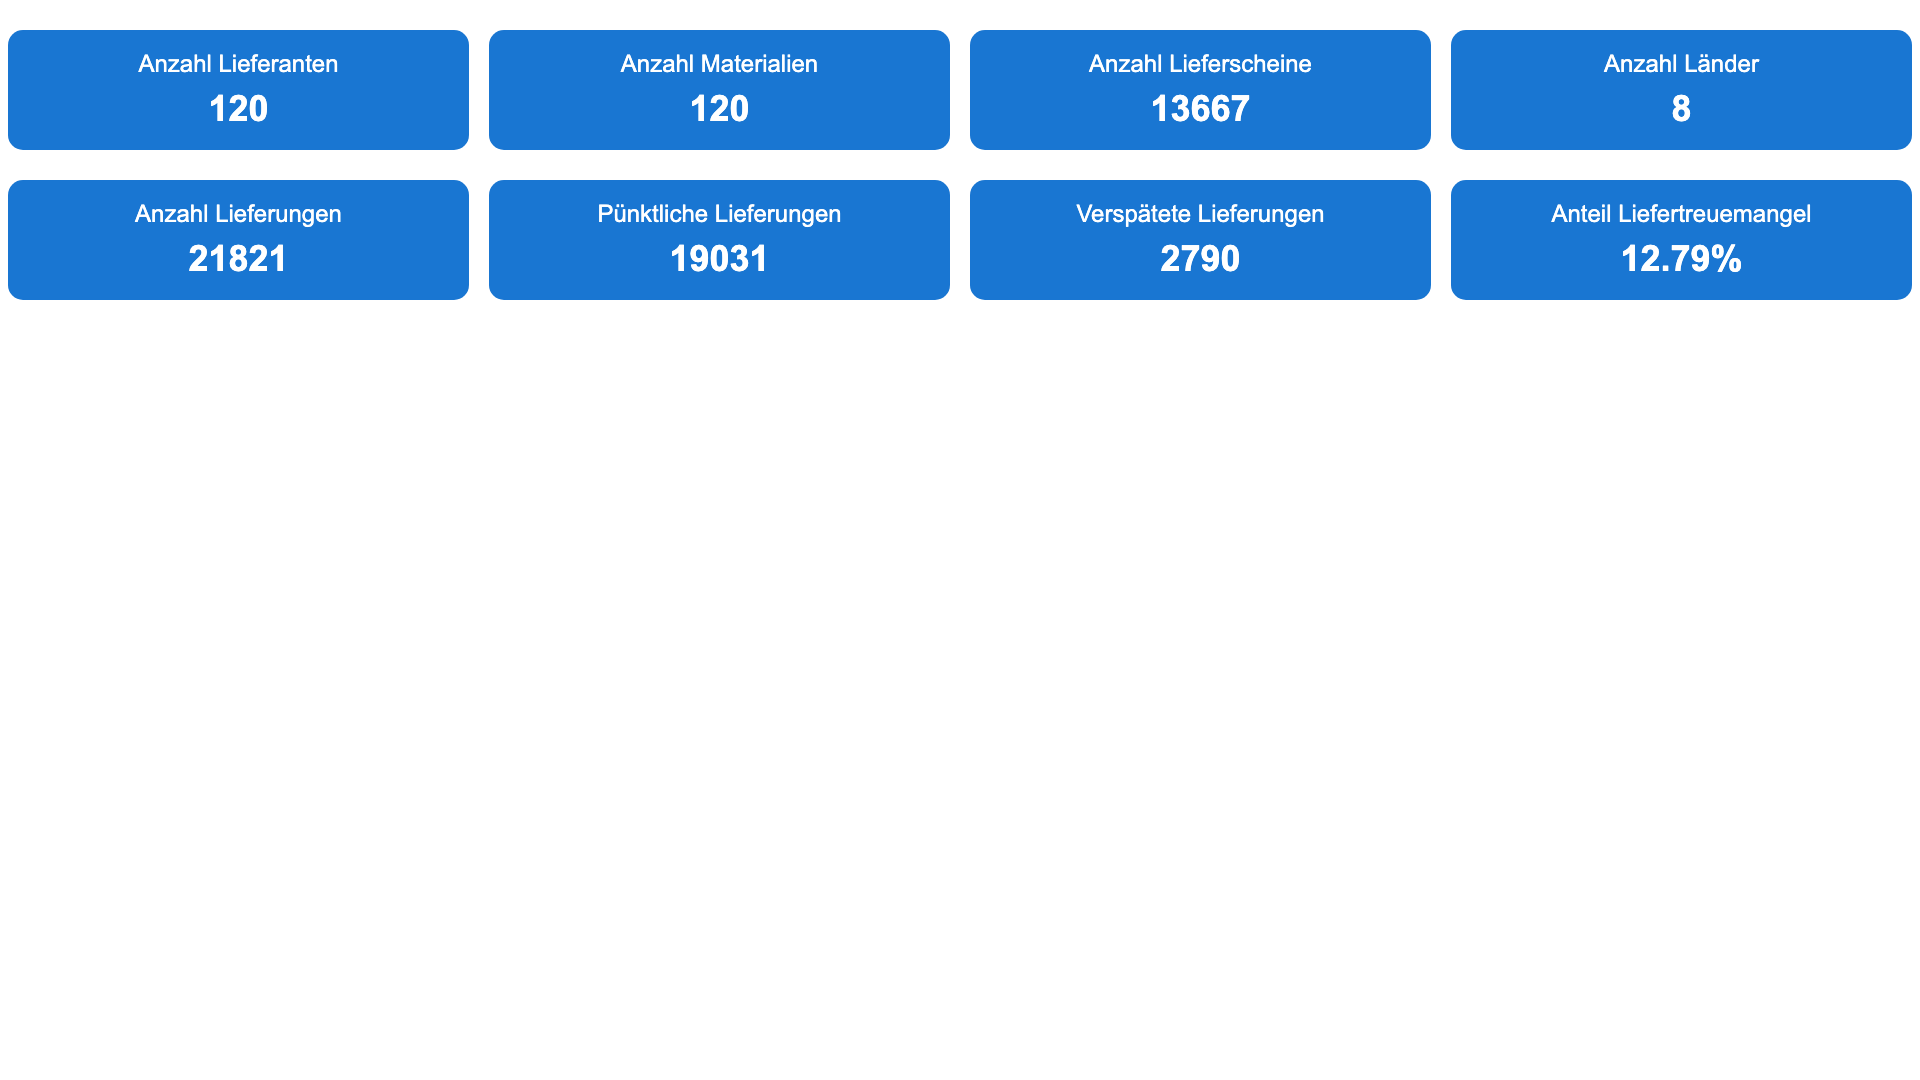 Anzahl Lieferanten
120
Anzahl Materialien
120
Anzahl Lieferscheine
13667
Anzahl Länder
8
Anzahl Lieferungen
21821
Pünktliche Lieferungen
19031
Verspätete Lieferungen
2790
Anteil Liefertreuemangel
12.79%